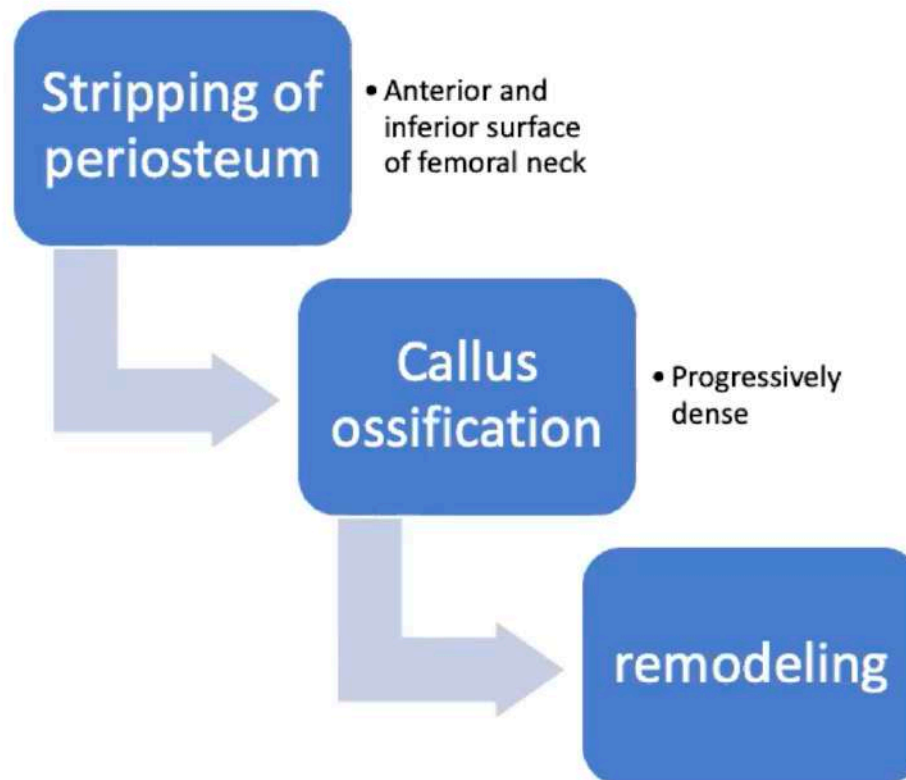 Stripping of
periosteum
• Anterior and
inferior surface
of femoral neck
Callus
ossification
• Progressively
dense
remodeling